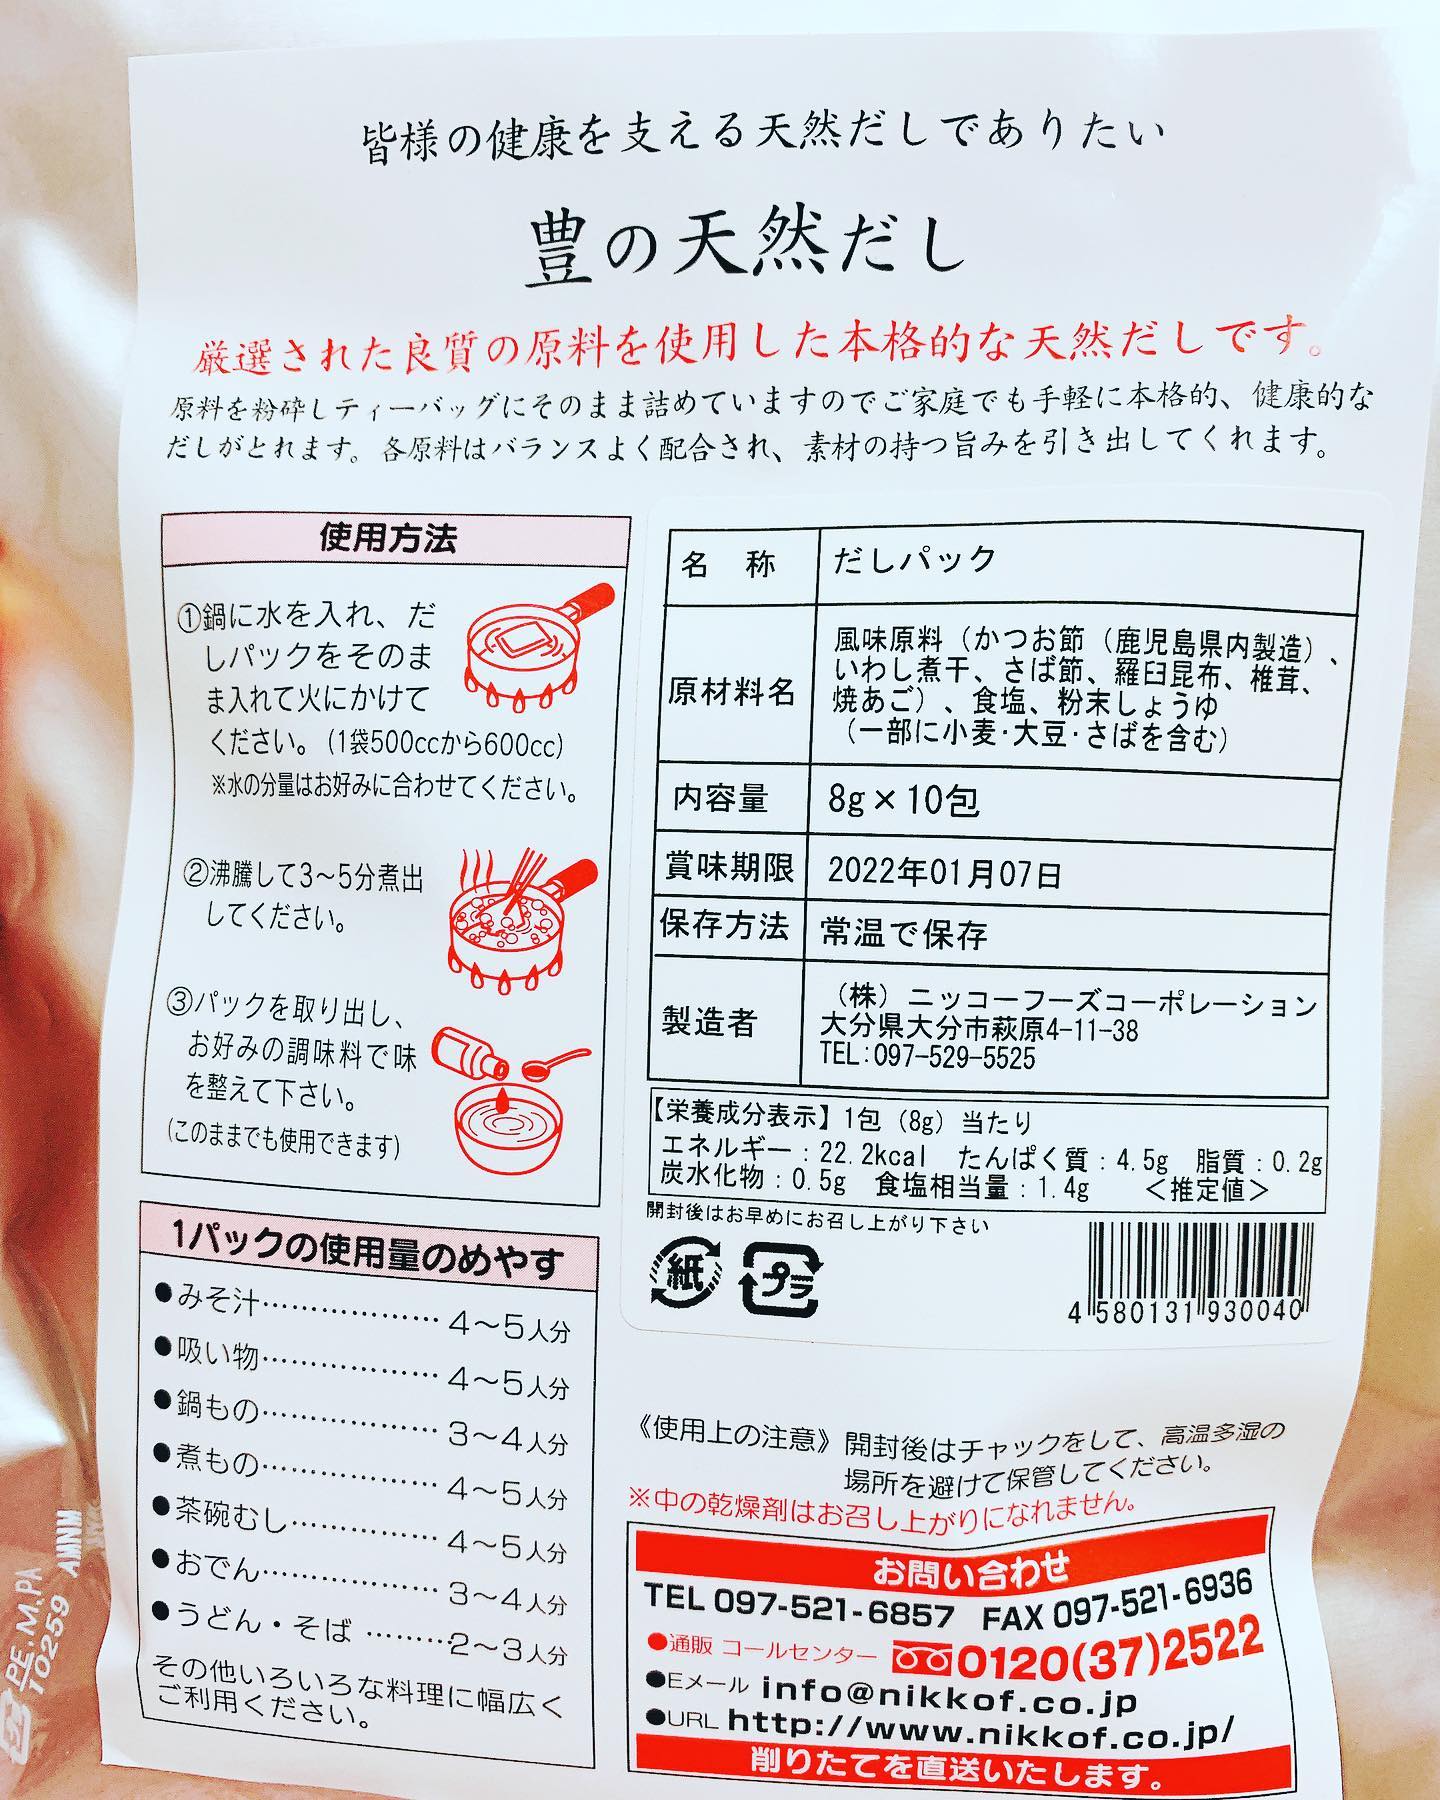 皆様の健康を支える天然だしでありたい
豊の天然だし
厳選された良質の原料を使用した本格的な天然だしです。
原料を粉砕しティーバッグにそのまま詰めていますのでご家庭でも手軽に本格的、健康的な
だしがとれます。各原料はバランスよく配合され、素材の持つ旨みを引き出してくれます。
使用方法
①鍋に水を入れ、だ
しパックをそのま
ま入れて火にかけて
ください。(1袋500ccから600cc)
※水の分量はお好みに合わせてください。
②沸騰して3〜5分煮出
してください。
③パックを取り出し、
お好みの調味料で味
を整えて下さい。
(このままでも使用できます)
1パックの使用量のめやす
●みそ汁………………4〜5人分
●吸い物………………4〜5人分
●鍋もの………………3〜4人分
●煮もの………………4〜5人分
●茶碗むし……………4〜5人分
●おでん………………3〜4人分
●うどん・そば………2〜3人分
その他いろいろな料理に幅広く
ご利用ください。
名 称 だしパック
原材料名 風味原料（かつお節（鹿児島県内製造）、
いわし煮干、さば節、羅臼昆布、椎茸、
焼あご）、食塩、粉末しょうゆ
（一部に小麦・大豆・さばを含む）
内容量 8g×10包
賞味期限 2022年01月07日
保存方法 常温で保存
製造者 （株）ニッコーフーズコーポレーション
大分県大分市萩原4-11-38
TEL:097-529-5525
【栄養成分表示】1包（8g）当たり
エネルギー：22.2kcal たんぱく質：4.5g 脂質：0.2g
炭水化物：0.5g 食塩相当量：1.4g ＜推定値＞
開封後はお早めにお召し上がり下さい
紙 プラ
4 580131 930040
《使用上の注意》開封後はチャックをして、高温多湿の
場所を避けて保管してください。
※中の乾燥剤はお召し上がりになれません。
お問い合わせ
TEL 097-521-6857 FAX 097-521-6936
●通販 コールセンター 0120(37)2522
●Eメール info@nikkof.co.jp
●URL http://www.nikkof.co.jp/
削りたてを直送いたします。
PE.M.PA
10259 AMNM